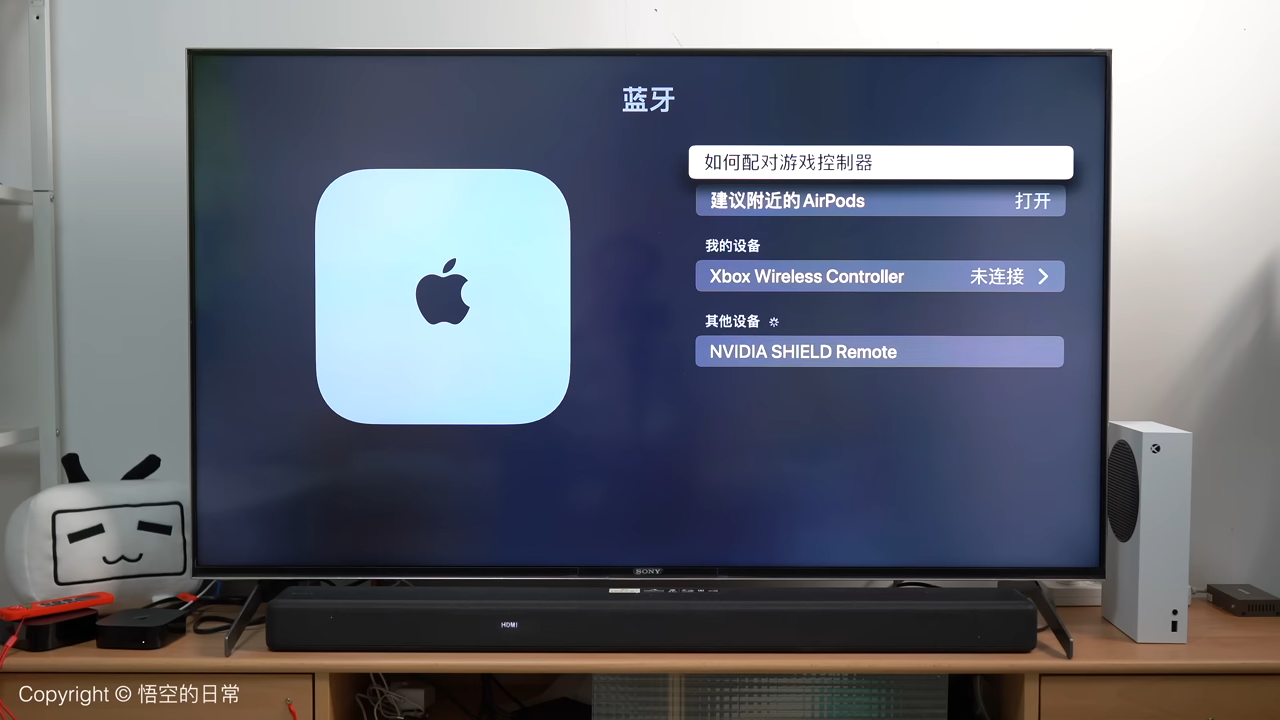 蓝牙
如何配对游戏控制器
建议附近的AirPods 打开
我的设备
Xbox Wireless Controller 未连接
其他设备
NVIDIA SHIELD Remote
SONY
HDMI
Copyright © 悟空的日常